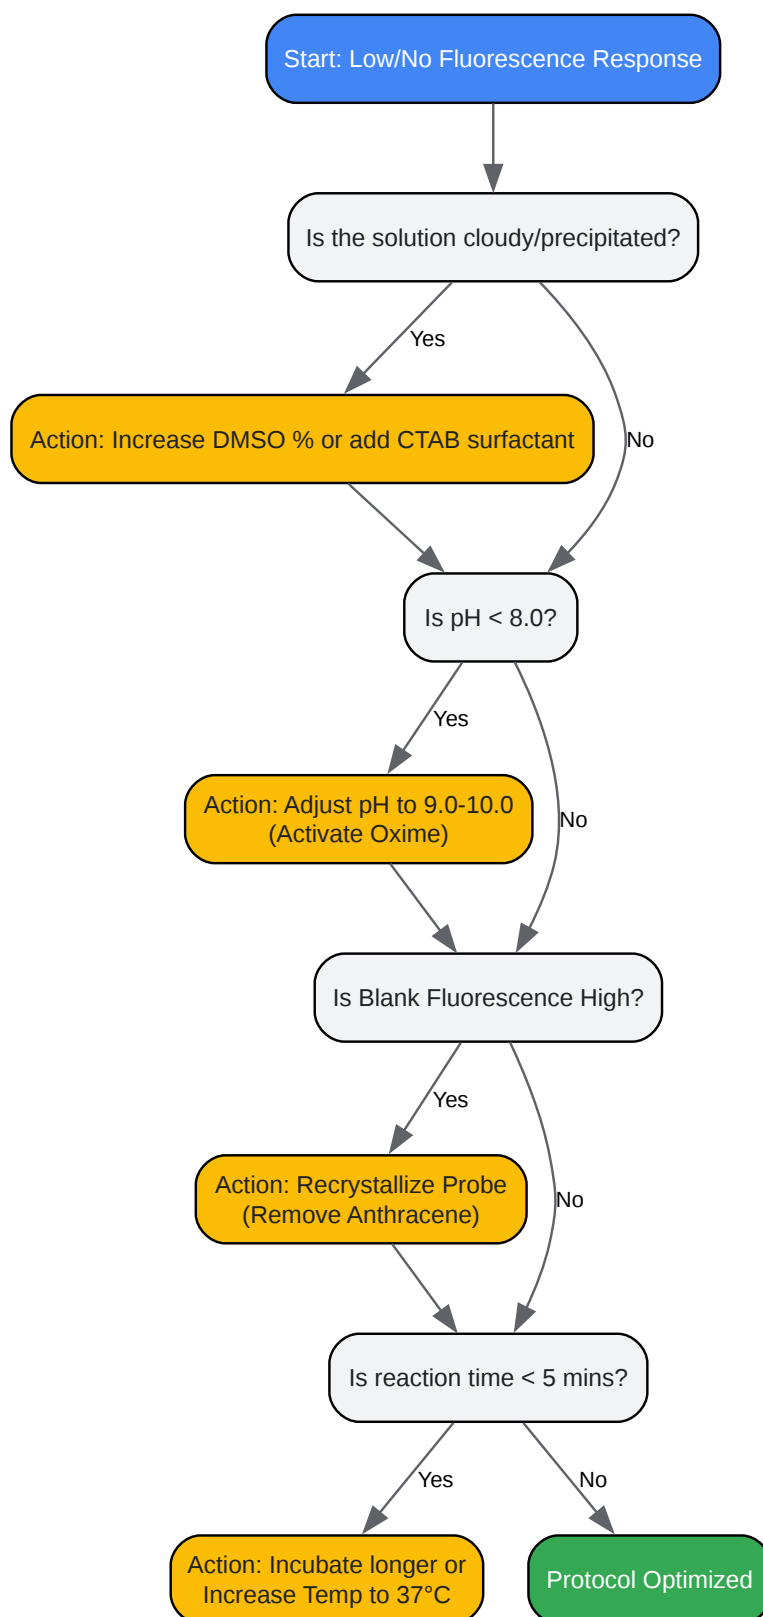 Start: Low/No Fluorescence Response
Is the solution cloudy/precipitated?
Yes
Action: Increase DMSO % or add CTAB surfactant
No
Is pH < 8.0?
Yes
Action: Adjust pH to 9.0-10.0
(Activate Oxime)
No
Is Blank Fluorescence High?
Yes
Action: Recrystallize Probe
(Remove Anthracene)
No
Is reaction time < 5 mins?
Yes
No
Action: Incubate longer or
Increase Temp to 37°C
Protocol Optimized